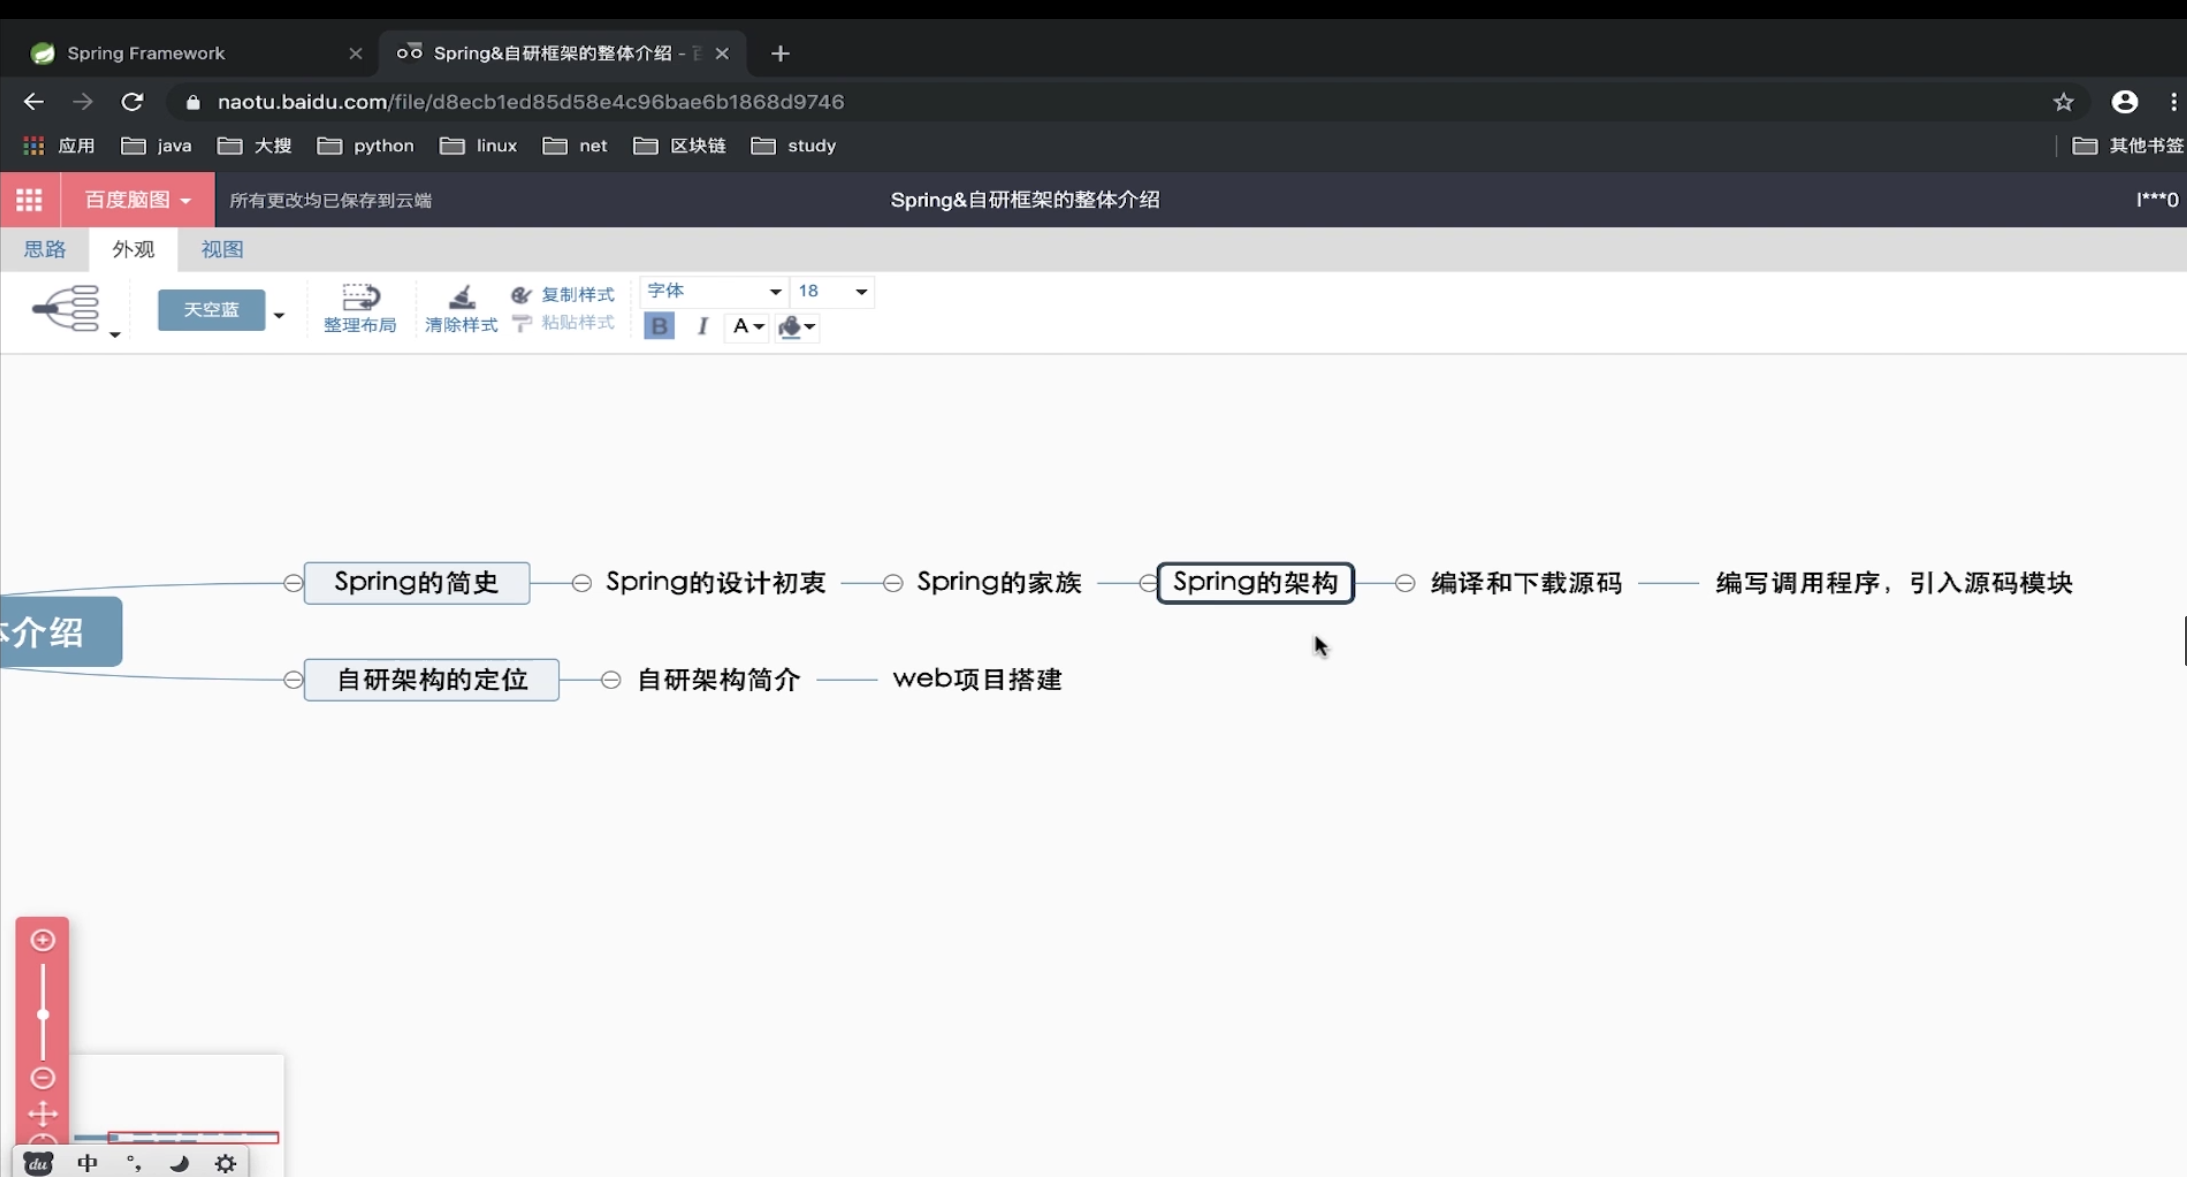 Spring Framework
Spring&自研框架的整体介绍 -
naotu.baidu.com/file/d8ecb1ed85d58e4c96bae6b1868d9746
应用 java 大搜 python linux net 区块链 study 其他书签
百度脑图 所有更改均已保存到云端 Spring&自研框架的整体介绍 l***0
思路 外观 视图
天空蓝 整理布局 清除样式 复制样式 粘贴样式 字体 18
B I A
Spring的简史 Spring的设计初衷 Spring的家族 Spring的架构 编译和下载源码 编写调用程序，引入源码模块
介绍
自研架构的定位 自研架构简介 web项目搭建
du 中 °,